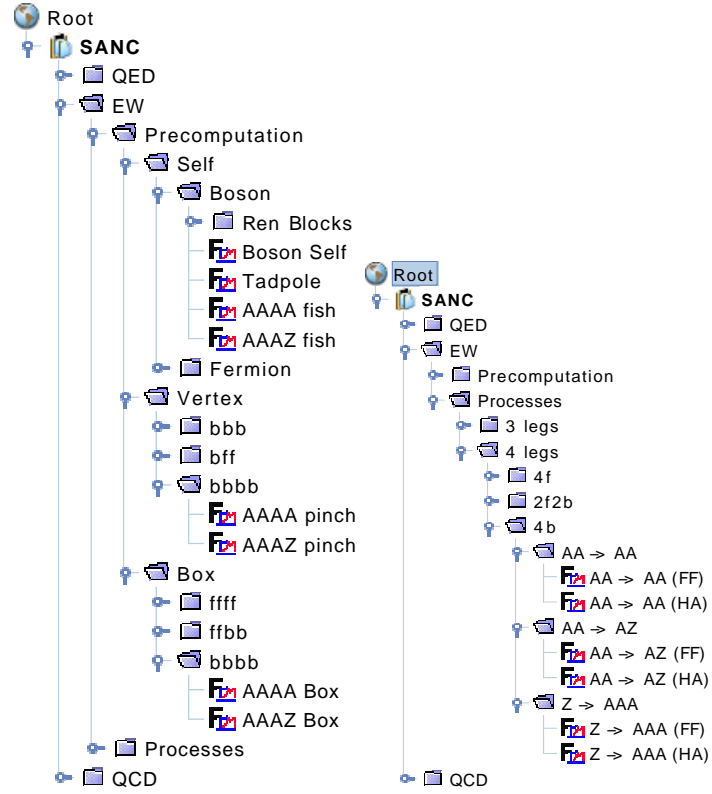 Root
SANC
QED
EW
Precomputation
Self
Boson
Ren Blocks
Boson Self
Tadpole
AAAA fish
AAAZ fish
Fermion
Vertex
bbb
bff
bbbb
AAAA pinch
AAAZ pinch
Box
ffff
ffbb
bbbb
AAAA Box
AAAZ Box
Processes
QCD
Root
SANC
QED
EW
Precomputation
Processes
3 legs
4 legs
4f
2f2b
4b
AA -> AA
AA -> AA (FF)
AA -> AA (HA)
AA -> AZ
AA -> AZ (FF)
AA -> AZ (HA)
Z -> AAA
Z -> AAA (FF)
Z -> AAA (HA)
QCD